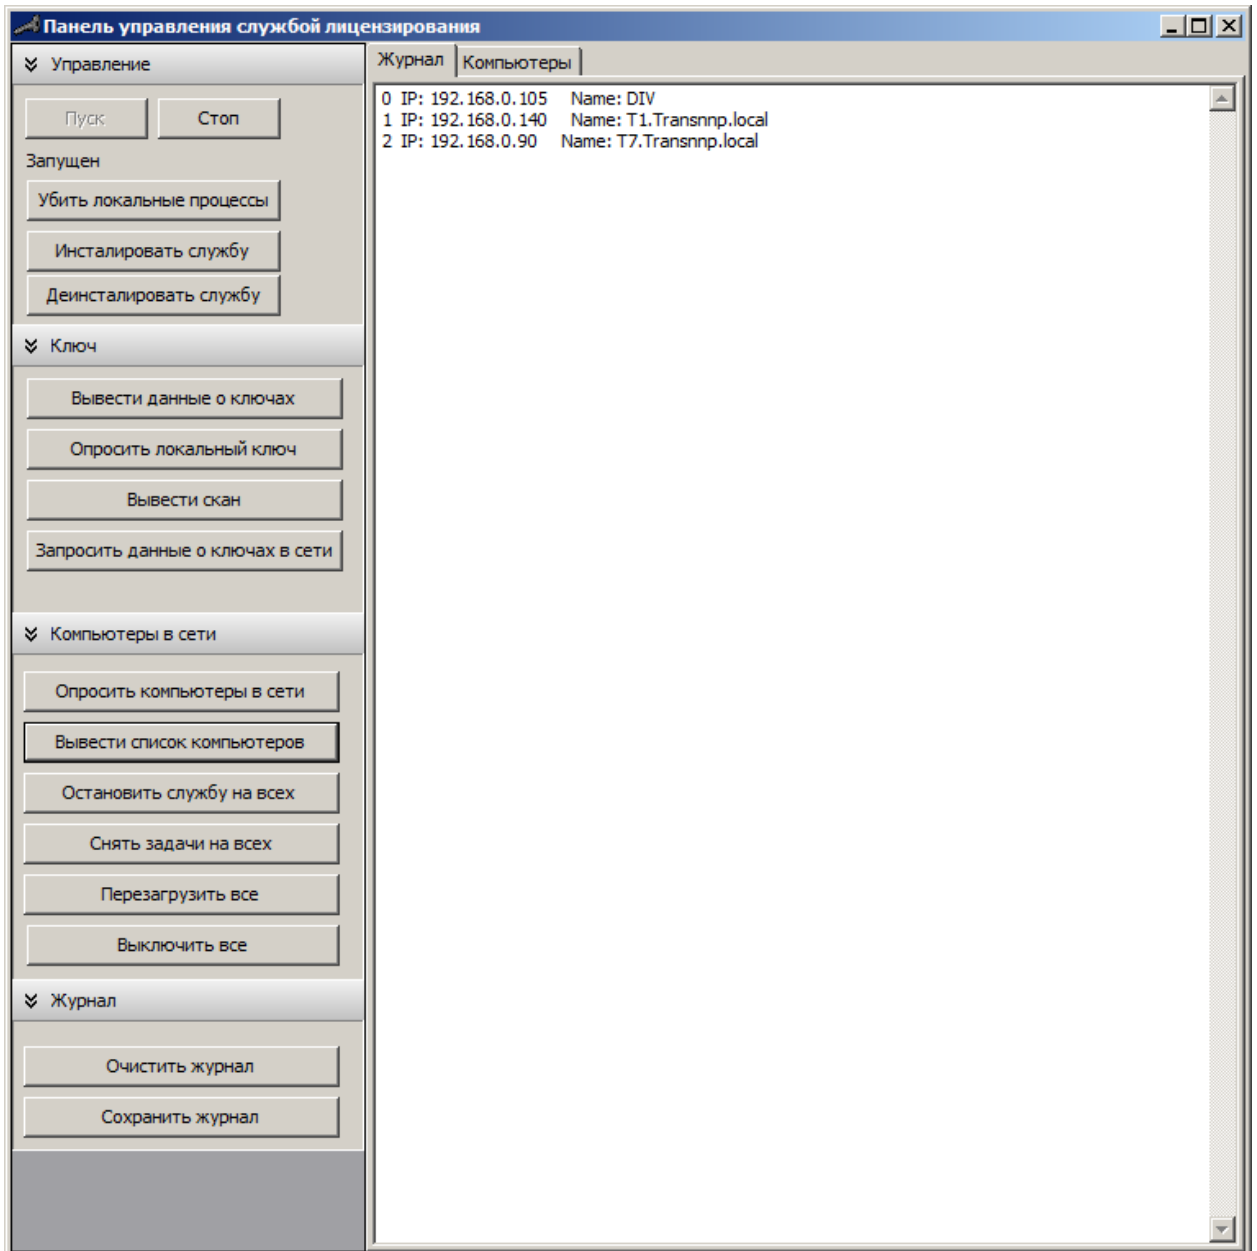 Панель управления службой лицензирования
Управление
Пуск
Стоп
Запущен
Убить локальные процессы
Инсталировать службу
Деинсталировать службу
Ключ
Вывести данные о ключах
Опросить локальный ключ
Вывести скан
Запросить данные о ключах в сети
Компьютеры в сети
Опросить компьютеры в сети
Вывести список компьютеров
Остановить службу на всех
Снять задачи на всех
Перезагрузить все
Выключить все
Журнал
Очистить журнал
Сохранить журнал
Журнал
Компьютеры
0 IP: 192.168.0.105 Name: DIV
1 IP: 192.168.0.140 Name: T1.Transnnp.local
2 IP: 192.168.0.90 Name: T7.Transnnp.local